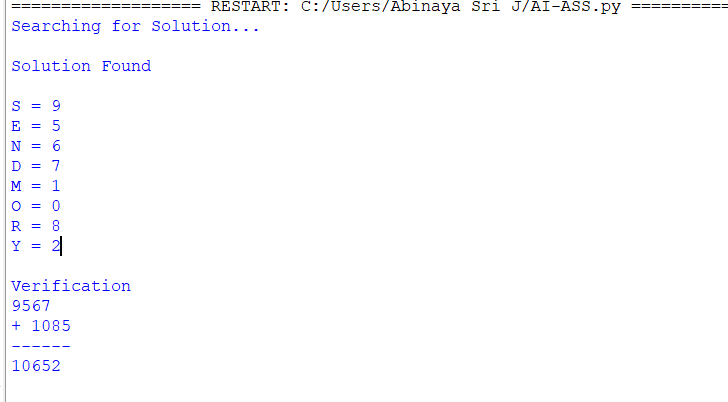 =================== RESTART: C:/Users/Abinaya Sri J/AI-ASS.py ==========
Searching for Solution...
Solution Found
S = 9
E = 5
N = 6
D = 7
M = 1
O = 0
R = 8
Y = 2
Verification
9567
+ 1085
------
10652